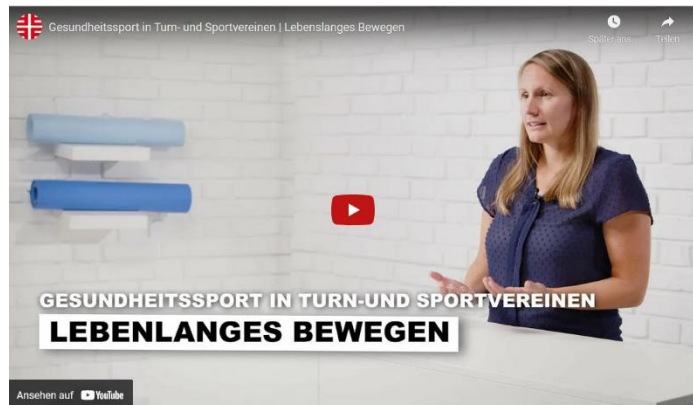 Gesundheitssport in Turn- und Sportvereinen | Lebenslanges Bewegen
Später ans...
Teilen
GESUNDHEITSSPORT IN TURN-UND SPORTVEREINEN
LEBENLANGES BEWEGEN
Ansehen auf YouTube